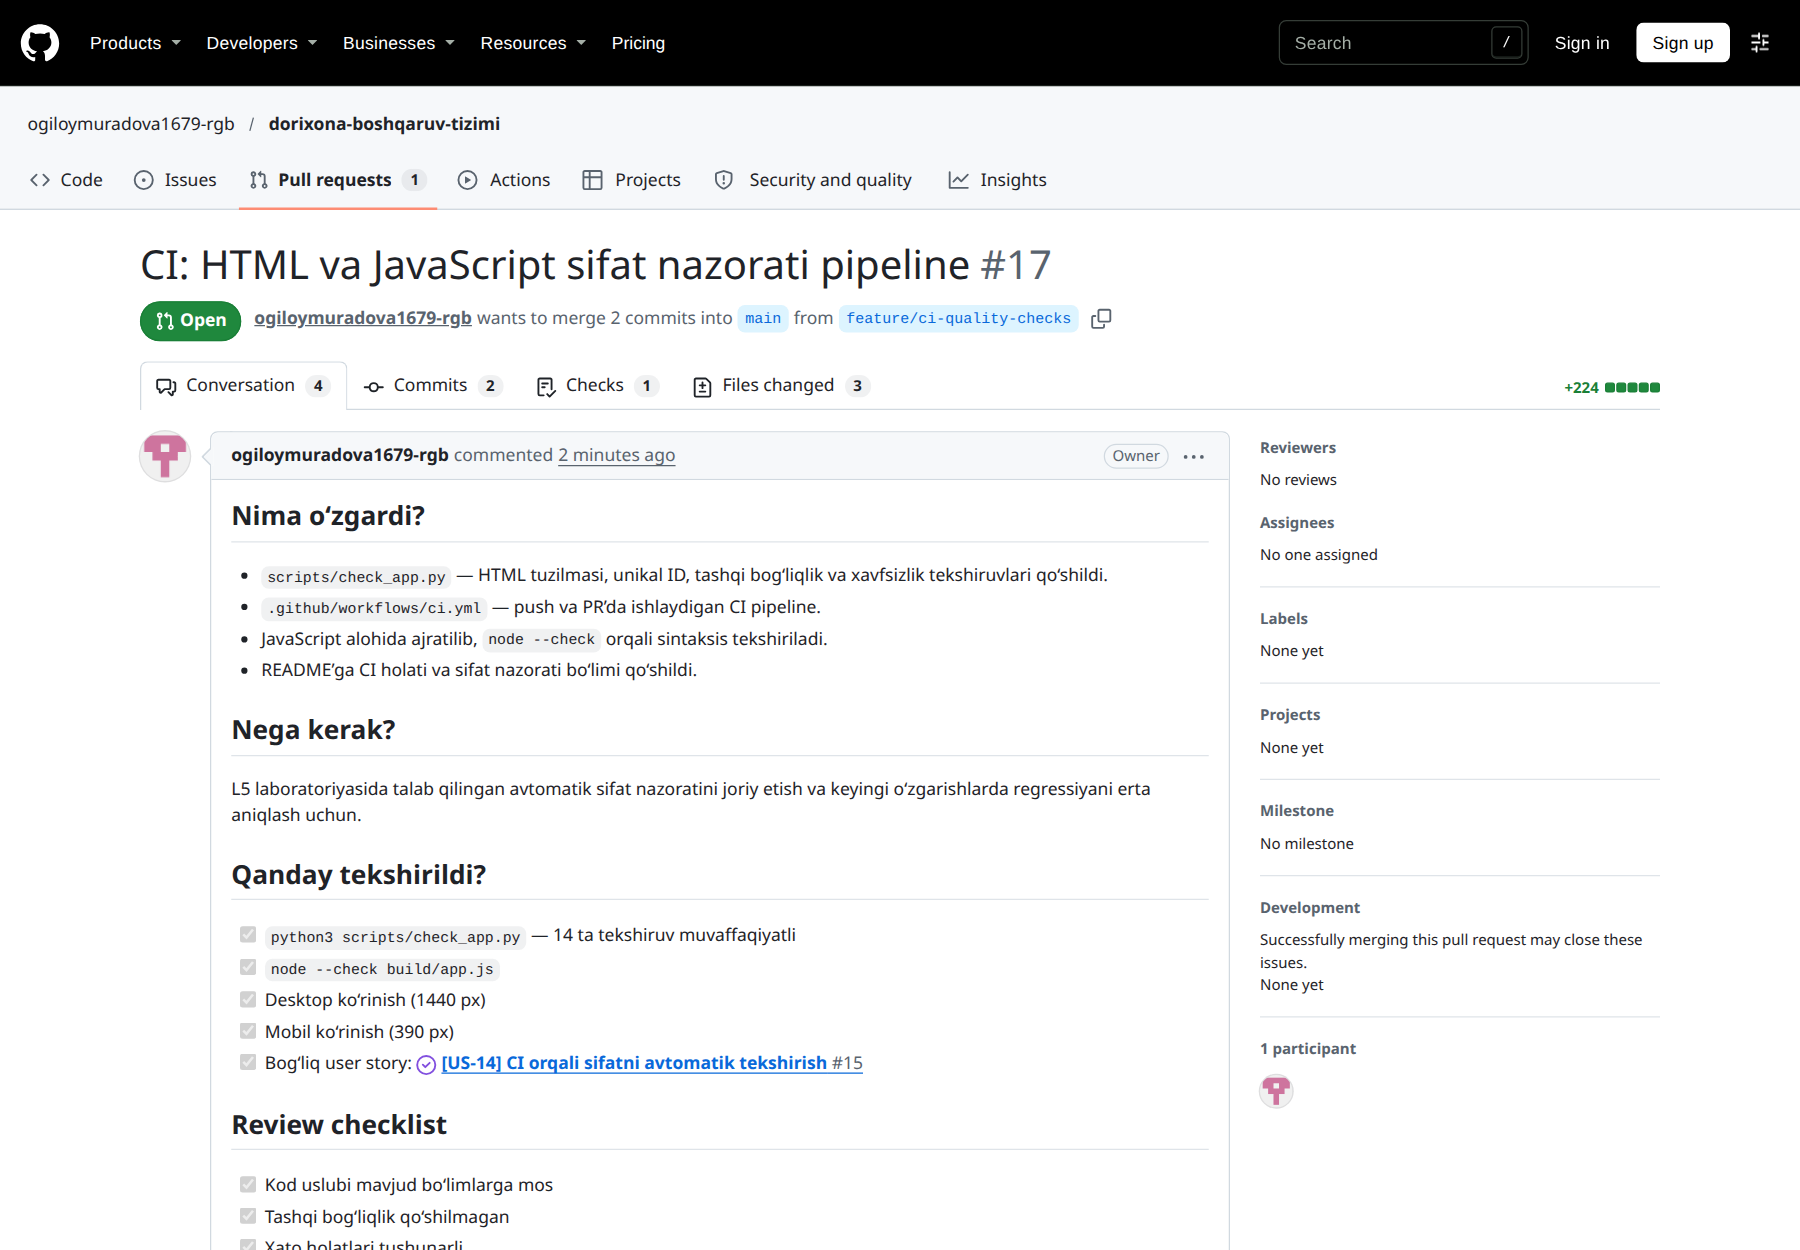 Products Developers Businesses Resources Pricing Search / Sign in Sign up
ogiloymuradova1679-rgb / dorixona-boshqaruv-tizimi
Code Issues Pull requests 1 Actions Projects Security and quality Insights
CI: HTML va JavaScript sifat nazorati pipeline #17
Open ogiloymuradova1679-rgb wants to merge 2 commits into main from feature/ci-quality-checks
Conversation 4 Commits 2 Checks 1 Files changed 3 +224
ogiloymuradova1679-rgb commented 2 minutes ago Owner
Nima o‘zgardi?
scripts/check_app.py — HTML tuzilmasi, unikal ID, tashqi bog‘liqlik va xavfsizlik tekshiruvlari qo‘shildi.
.github/workflows/ci.yml — push va PR’da ishlaydigan CI pipeline.
JavaScript alohida ajratilib, node --check orqali sintaksis tekshiriladi.
README’ga CI holati va sifat nazorati bo‘limi qo‘shildi.
Nega kerak?
L5 laboratoriyasida talab qilingan avtomatik sifat nazoratini joriy etish va keyingi o‘zgarishlarda regressiyani erta
aniqlash uchun.
Qanday tekshirildi?
python3 scripts/check_app.py — 14 ta tekshiruv muvaffaqiyatli
node --check build/app.js
Desktop ko‘rinish (1440 px)
Mobil ko‘rinish (390 px)
Bog‘liq user story: [US-14] CI orqali sifatni avtomatik tekshirish #15
Review checklist
Kod uslubi mavjud bo‘limlarga mos
Tashqi bog‘liqlik qo‘shilmagan
Xato holatlari tushunarli
Reviewers
No reviews
Assignees
No one assigned
Labels
None yet
Projects
None yet
Milestone
No milestone
Development
Successfully merging this pull request may close these
issues.
None yet
1 participant